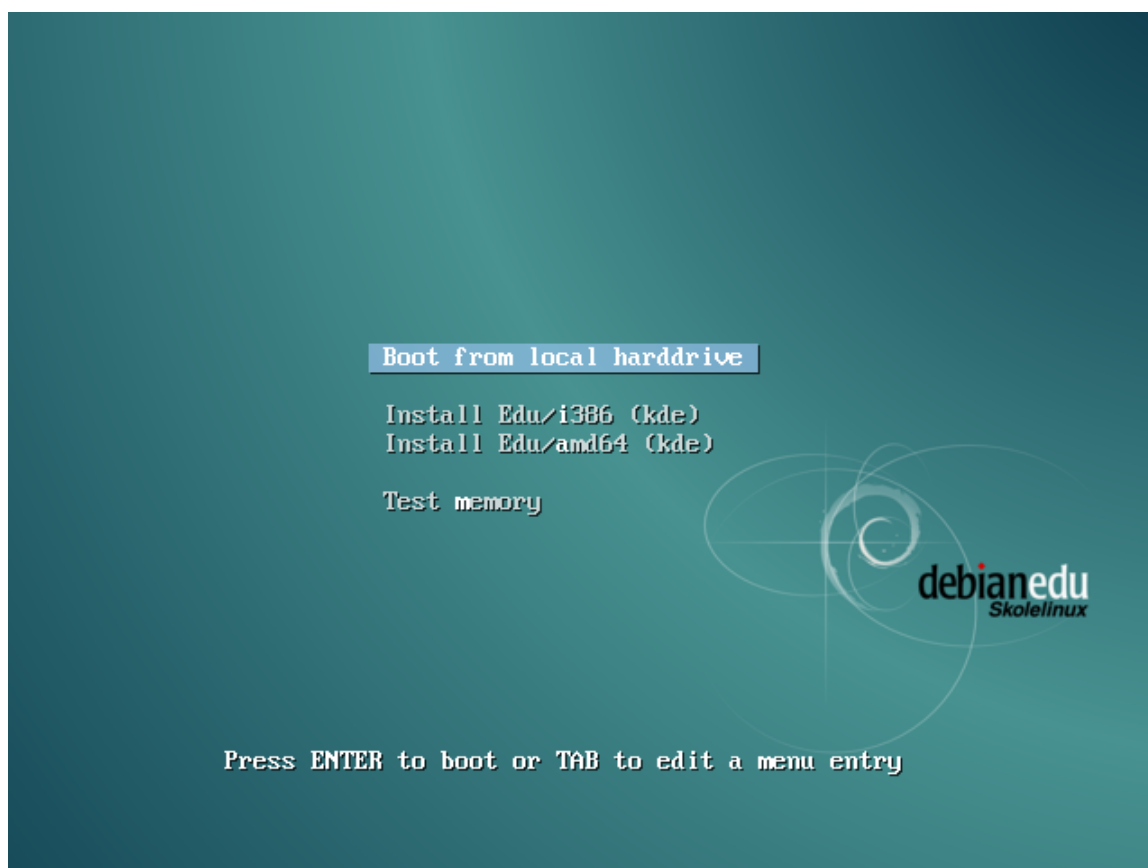 Boot from local harddrive
Install Edu/i386 (kde)
Install Edu/amd64 (kde)
Test memory
debianedu
Skolelinux
Press ENTER to boot or TAB to edit a menu entry